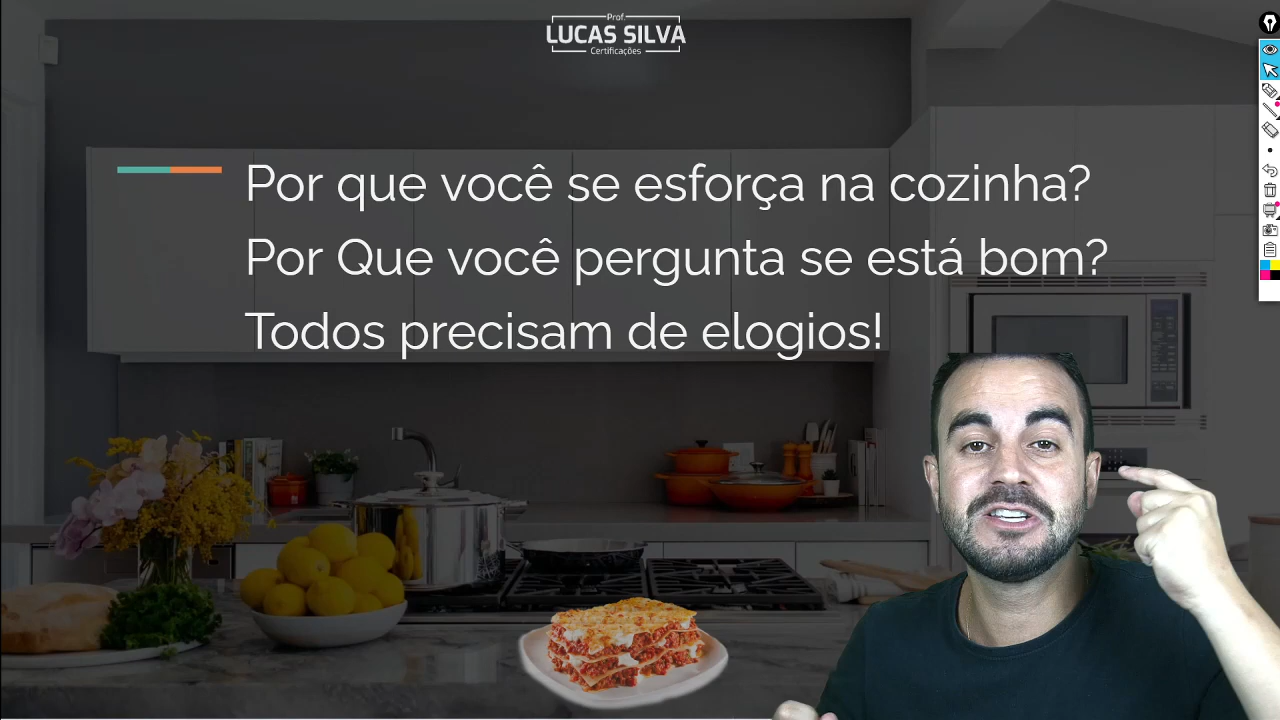 Prof.
LUCAS SILVA
Certificações
Por que você se esforça na cozinha?
Por Que você pergunta se está bom?
Todos precisam de elogios!